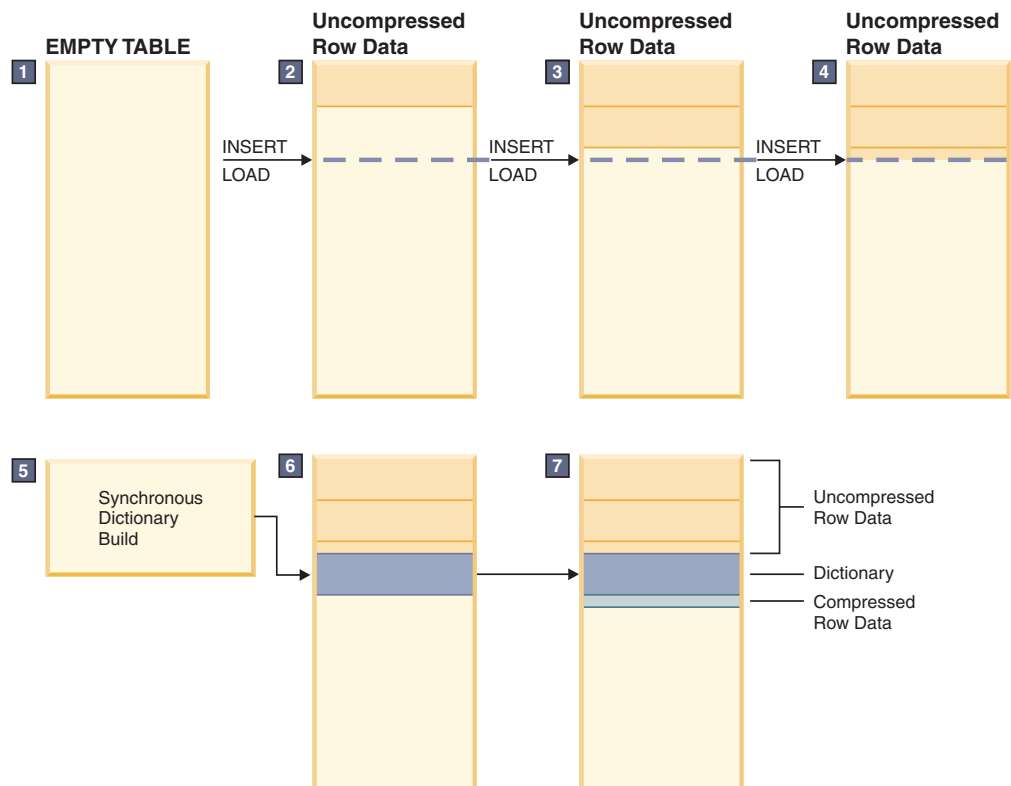 EMPTY TABLE
1
Uncompressed
Row Data
2
Uncompressed
Row Data
3
Uncompressed
Row Data
4
INSERT
LOAD
INSERT
LOAD
INSERT
LOAD
5
Synchronous
Dictionary
Build
6
7
Uncompressed
Row Data
Dictionary
Compressed
Row Data